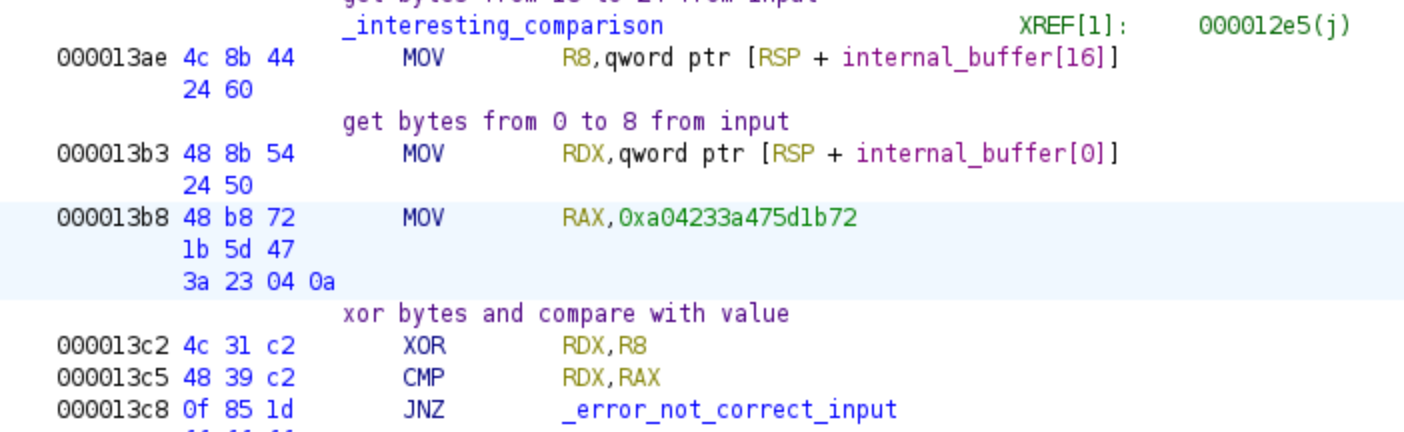 get bytes from 16 to 24 from input
_interesting_comparison XREF[1]: 000012e5(j)
000013ae 4c 8b 44 MOV R8,qword ptr [RSP + internal_buffer[16]]
24 60
get bytes from 0 to 8 from input
000013b3 48 8b 54 MOV RDX,qword ptr [RSP + internal_buffer[0]]
24 50
000013b8 48 b8 72 MOV RAX,0xa04233a475d1b72
1b 5d 47
3a 23 04 0a
xor bytes and compare with value
000013c2 4c 31 c2 XOR RDX,R8
000013c5 48 39 c2 CMP RDX,RAX
000013c8 0f 85 1d JNZ _error_not_correct_input